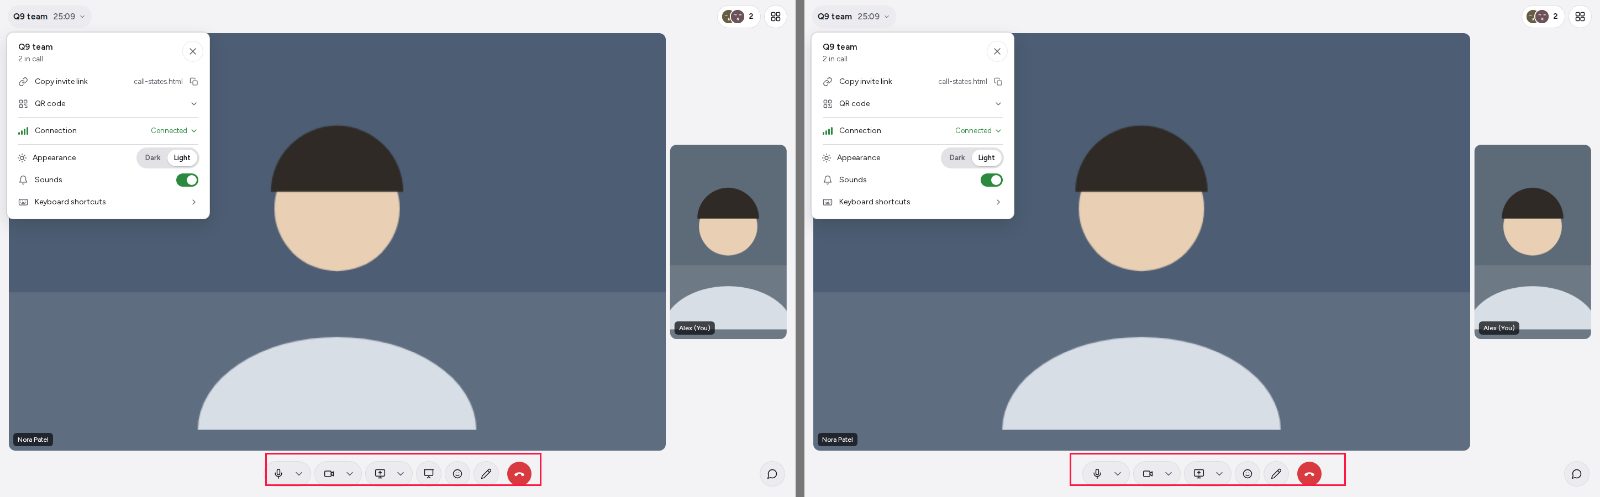 Q9 team 25:09
2
Q9 team
2 in call
Copy invite link call-states.html
QR code
Connection Connected
Appearance Dark Light
Sounds
Keyboard shortcuts
Alex (You)
Nora Patel
Q9 team 25:09
2
Q9 team
2 in call
Copy invite link call-states.html
QR code
Connection Connected
Appearance Dark Light
Sounds
Keyboard shortcuts
Alex (You)
Nora Patel